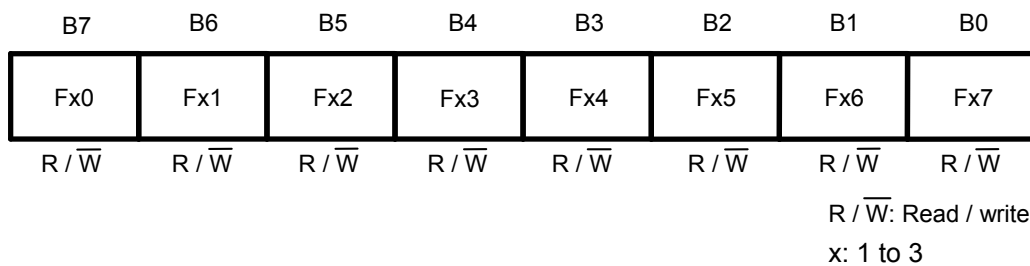 B7 B6 B5 B4 B3 B2 B1 B0
Fx0 Fx1 Fx2 Fx3 Fx4 Fx5 Fx6 Fx7
R / W̅ R / W̅ R / W̅ R / W̅ R / W̅ R / W̅ R / W̅ R / W̅
R / W̅: Read / write
x: 1 to 3